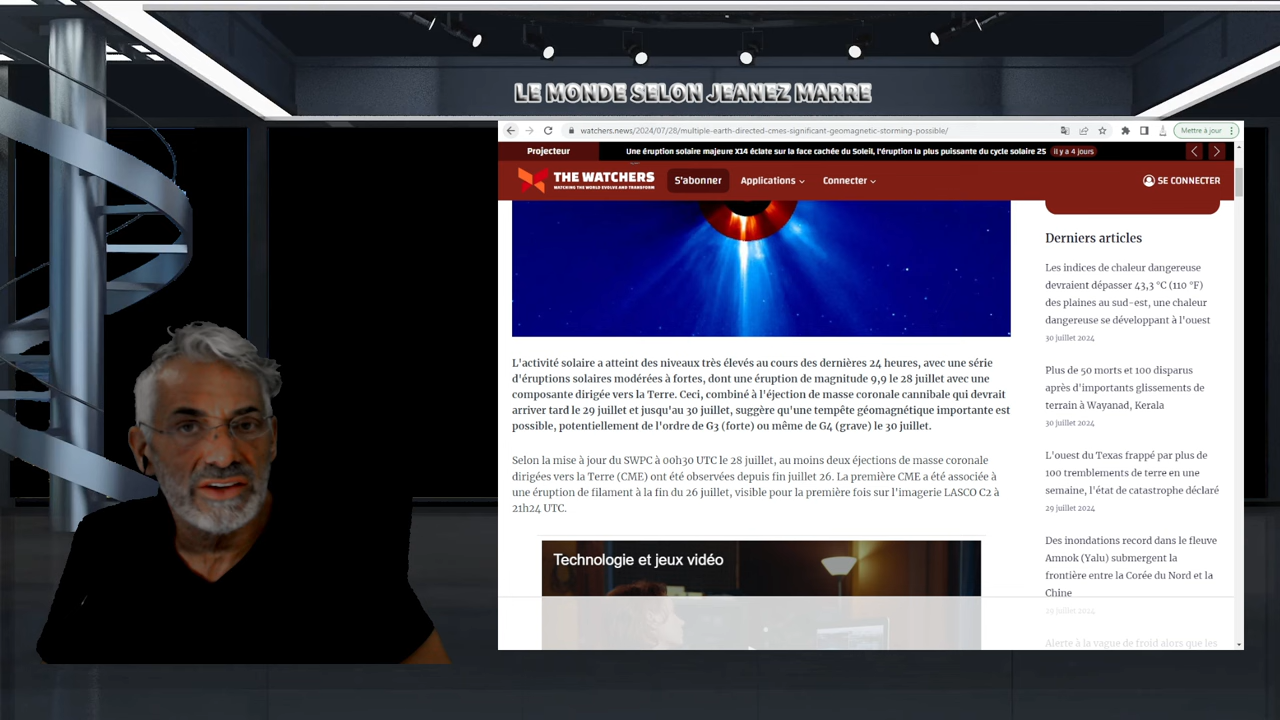 LE MONDE SELON JEANEZ MARRE
watchers.news/2024/07/28/multiple-earth-directed-cmes-significant-geomagnetic-storming-possible/
Mettre à jour
Projecteur
Une éruption solaire majeure X14 éclate sur la face cachée du Soleil, l'éruption la plus puissante du cycle solaire 25
il y a 4 jours
THE WATCHERS
WATCHING THE WORLD EVOLVE AND TRANSFORM
S'abonner
Applications
Connecter
SE CONNECTER
L'activité solaire a atteint des niveaux très élevés au cours des dernières 24 heures, avec une série
d'éruptions solaires modérées à fortes, dont une éruption de magnitude 9,9 le 28 juillet avec une
composante dirigée vers la Terre. Ceci, combiné à l'éjection de masse coronale cannibale qui devrait
arriver tard le 29 juillet et jusqu'au 30 juillet, suggère qu'une tempête géomagnétique importante est
possible, potentiellement de l'ordre de G3 (forte) ou même de G4 (grave) le 30 juillet.
Selon la mise à jour du SWPC à 00h30 UTC le 28 juillet, au moins deux éjections de masse coronale
dirigées vers la Terre (CME) ont été observées depuis fin juillet 26. La première CME a été associée à
une éruption de filament à la fin du 26 juillet, visible pour la première fois sur l'imagerie LASCO C2 à
21h24 UTC.
Technologie et jeux vidéo
Derniers articles
Les indices de chaleur dangereuse
devraient dépasser 43,3 °C (110 °F)
des plaines au sud-est, une chaleur
dangereuse se développant à l'ouest
30 juillet 2024
Plus de 50 morts et 100 disparus
après d'importants glissements de
terrain à Wayanad, Kerala
30 juillet 2024
L'ouest du Texas frappé par plus de
100 tremblements de terre en une
semaine, l'état de catastrophe déclaré
29 juillet 2024
Des inondations record dans le fleuve
Amnok (Yalu) submergent la
frontière entre la Corée du Nord et la
Chine
29 juillet 2024
Alerte à la vague de froid alors que les